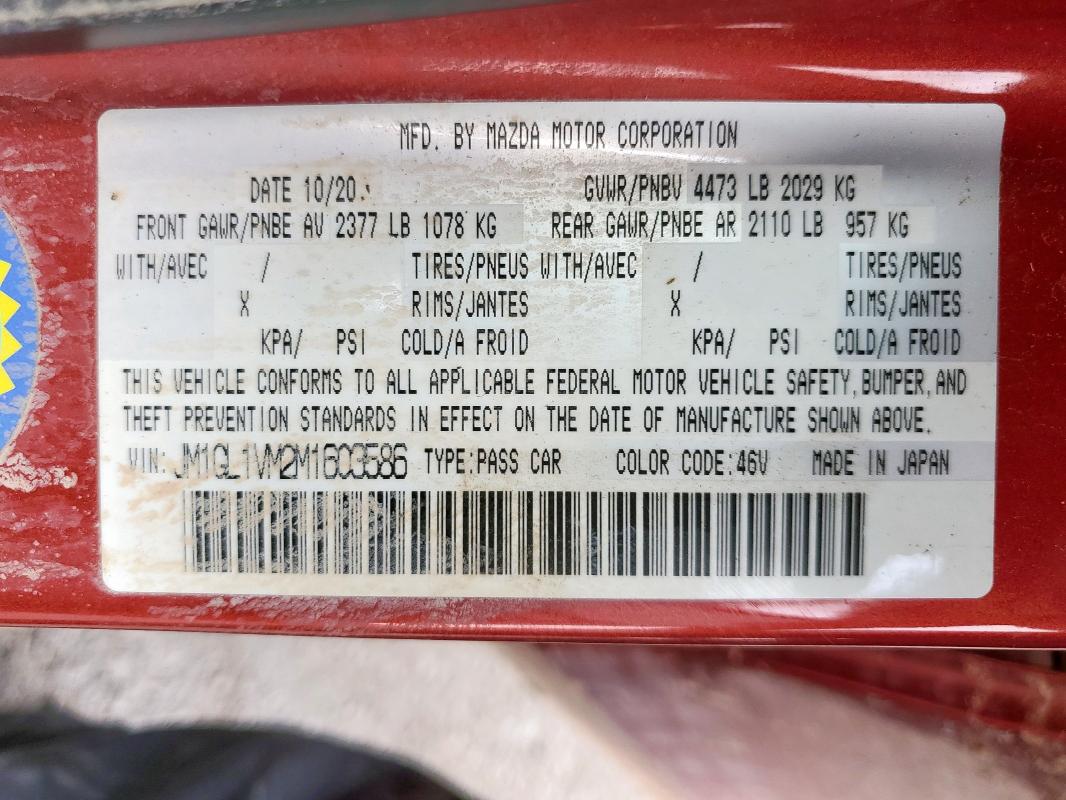 MFD. BY MAZDA MOTOR CORPORATION
DATE 10/20 GVWR/PNBV 4473 LB 2029 KG
FRONT GAWR/PNBE AV 2377 LB 1078 KG REAR GAWR/PNBE AR 2110 LB 957 KG
WITH/AVEC / TIRES/PNEUS WITH/AVEC / TIRES/PNEUS
X RIMS/JANTES X RIMS/JANTES
KPA/ PSI COLD/A FROID KPA/ PSI COLD/A FROID
THIS VEHICLE CONFORMS TO ALL APPLICABLE FEDERAL MOTOR VEHICLE SAFETY, BUMPER, AND
THEFT PREVENTION STANDARDS IN EFFECT ON THE DATE OF MANUFACTURE SHOWN ABOVE.
VIN: JM1GL1VM2M1603586 TYPE:PASS CAR COLOR CODE:46V MADE IN JAPAN